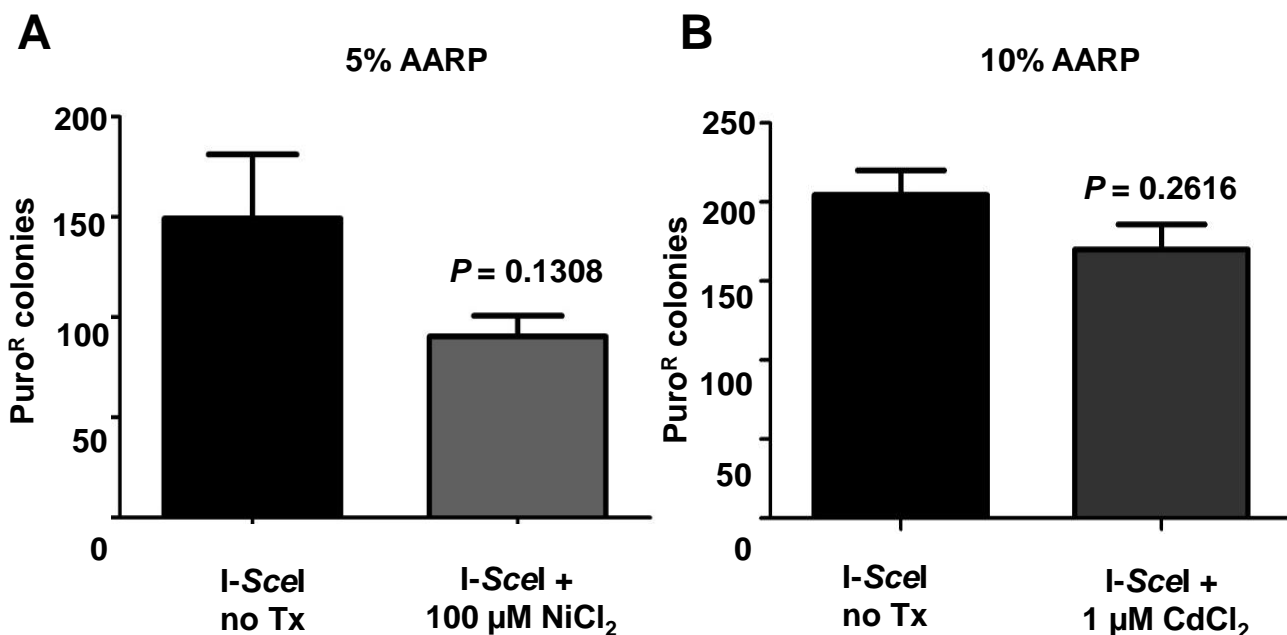 A
5% AARP
200
150
100
50
0
Puroᴿ colonies
P = 0.1308
I-SceI
no Tx
I-SceI +
100 µM NiCl₂
B
10% AARP
250
200
150
100
50
0
Puroᴿ colonies
P = 0.2616
I-SceI
no Tx
I-SceI +
1 µM CdCl₂